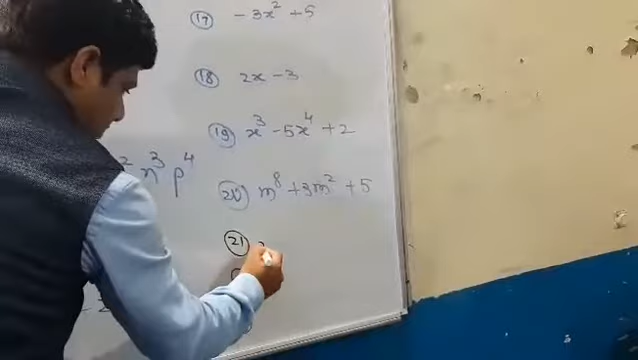 (17) -3x² + 5
(18) 2x - 3
(19) x³ - 5x⁴ + 2
n³ p⁴
(20) m⁸ + 3m² + 5
(21)